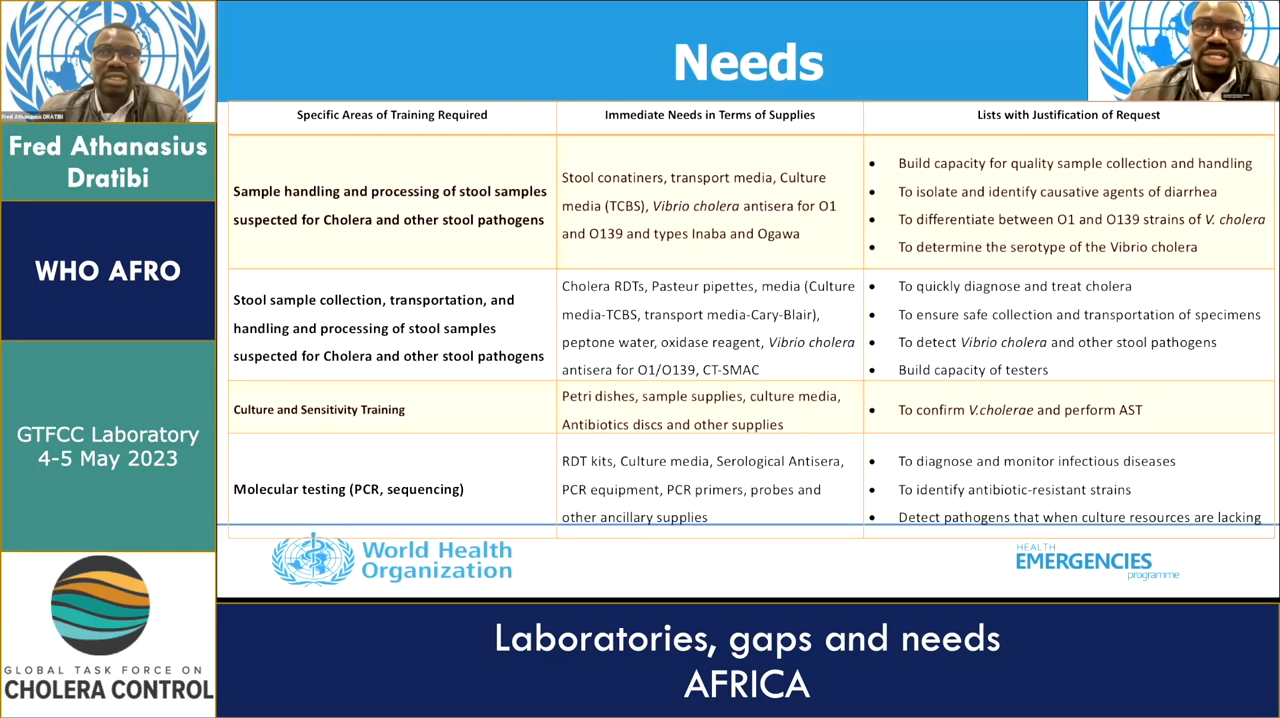 Needs
Fred Athanasius DRATIBI
Fred Athanasius
Dratibi
WHO AFRO
GTFCC Laboratory
4-5 May 2023
GLOBAL TASK FORCE ON
CHOLERA CONTROL
Specific Areas of Training Required
Immediate Needs in Terms of Supplies
Lists with Justification of Request
Sample handling and processing of stool samples
suspected for Cholera and other stool pathogens
Stool conatiners, transport media, Culture
media (TCBS), Vibrio cholera antisera for O1
and O139 and types Inaba and Ogawa
• Build capacity for quality sample collection and handling
• To isolate and identify causative agents of diarrhea
• To differentiate between O1 and O139 strains of V. cholera
• To determine the serotype of the Vibrio cholera
Stool sample collection, transportation, and
handling and processing of stool samples
suspected for Cholera and other stool pathogens
Cholera RDTs, Pasteur pipettes, media (Culture
media-TCBS, transport media-Cary-Blair),
peptone water, oxidase reagent, Vibrio cholera
antisera for O1/O139, CT-SMAC
• To quickly diagnose and treat cholera
• To ensure safe collection and transportation of specimens
• To detect Vibrio cholera and other stool pathogens
• Build capacity of testers
Culture and Sensitivity Training
Petri dishes, sample supplies, culture media,
Antibiotics discs and other supplies
• To confirm V.cholerae and perform AST
Molecular testing (PCR, sequencing)
RDT kits, Culture media, Serological Antisera,
PCR equipment, PCR primers, probes and
other ancillary supplies
• To diagnose and monitor infectious diseases
• To identify antibiotic-resistant strains
• Detect pathogens that when culture resources are lacking
World Health
Organization
HEALTH
EMERGENCIES
programme
Laboratories, gaps and needs
AFRICA